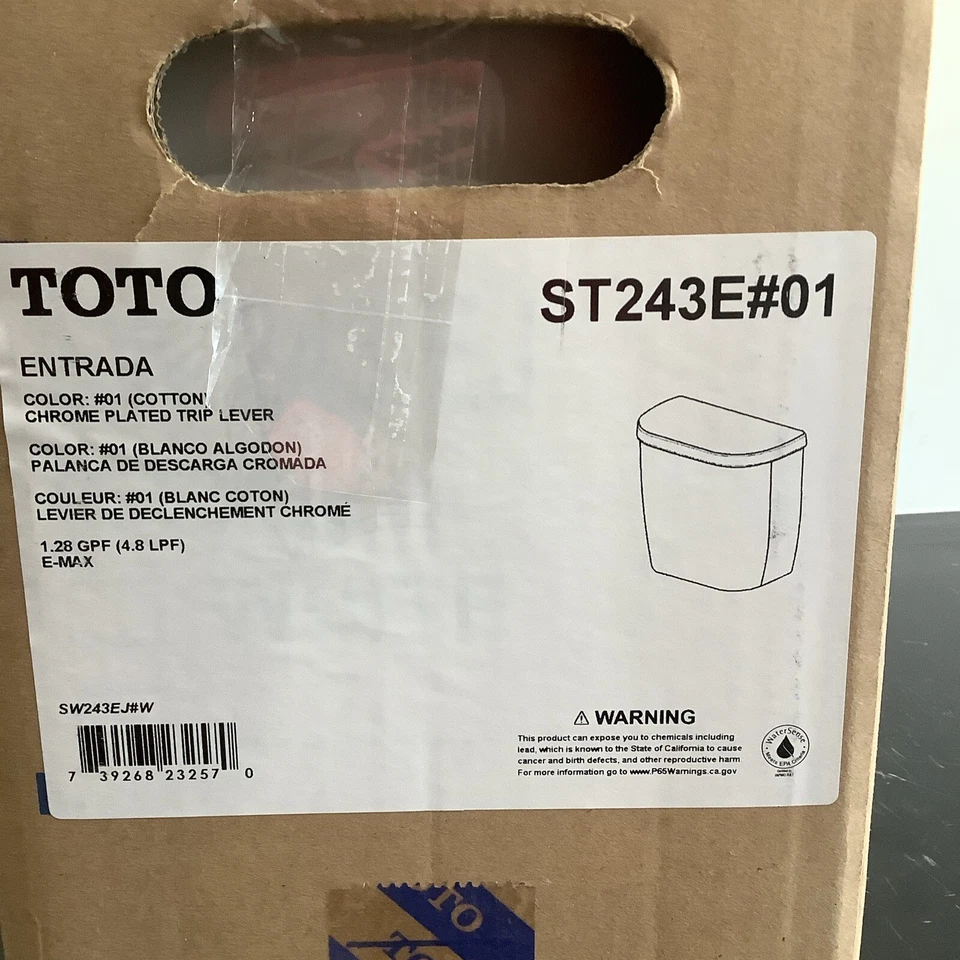 TOTO
ST243E#01
ENTRADA
COLOR: #01 (COTTON)
CHROME PLATED TRIP LEVER
COLOR: #01 (BLANCO ALGODON)
PALANCA DE DESCARGA CROMADA
COULEUR: #01 (BLANC COTON)
LEVIER DE DECLENCHEMENT CHROMÉ
1.28 GPF (4.8 LPF)
E-MAX
SW243EJ#W
7 39268 23257 0
⚠ WARNING
This product can expose you to chemicals including
lead, which is known to the State of California to cause
cancer and birth defects, and other reproductive harm
For more information go to www.P65Warnings.ca.gov
WaterSense
Meets EPA Criteria
TOTO